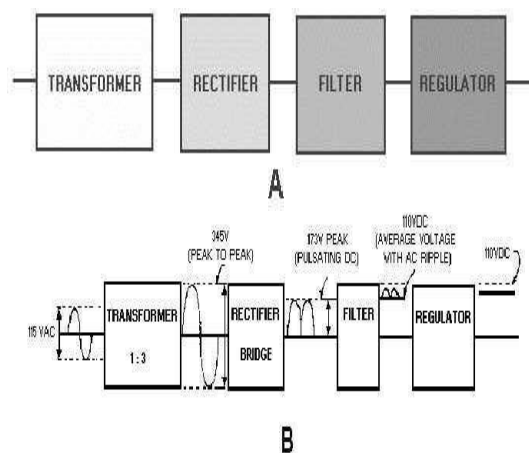 TRANSFORMER
RECTIFIER
FILTER
REGULATOR
A
345V
(PEAK TO PEAK)
173V PEAK
(PULSATING DC)
110VDC
(AVERAGE VOLTAGE
WITH AC RIPPLE)
110VDC
115 VAC
TRANSFORMER
1 : 3
RECTIFIER
BRIDGE
FILTER
REGULATOR
B